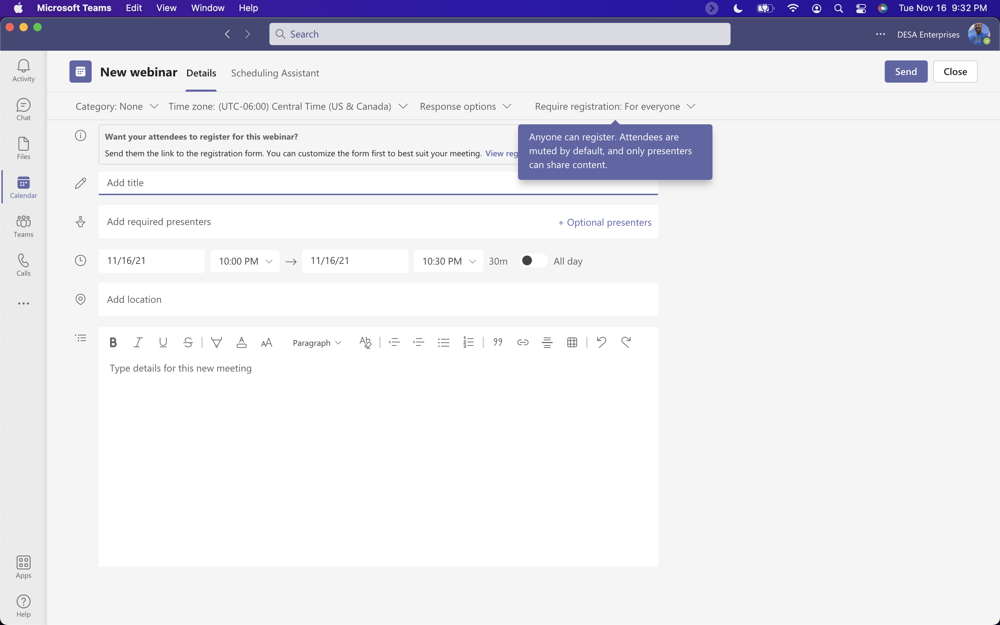 Microsoft Teams Edit View Window Help Tue Nov 16 9:32 PM
Search
DESA Enterprises
Activity
Chat
Files
Calendar
Teams
Calls
Apps
Help
New webinar Details Scheduling Assistant Send Close
Category: None Time zone: (UTC-06:00) Central Time (US & Canada) Response options Require registration: For everyone
Anyone can register. Attendees are
muted by default, and only presenters
can share content.
Want your attendees to register for this webinar?
Send them the link to the registration form. You can customize the form first to best suit your meeting. View reg
Add title
Add required presenters + Optional presenters
11/16/21 10:00 PM → 11/16/21 10:30 PM 30m All day
Add location
Paragraph
Type details for this new meeting